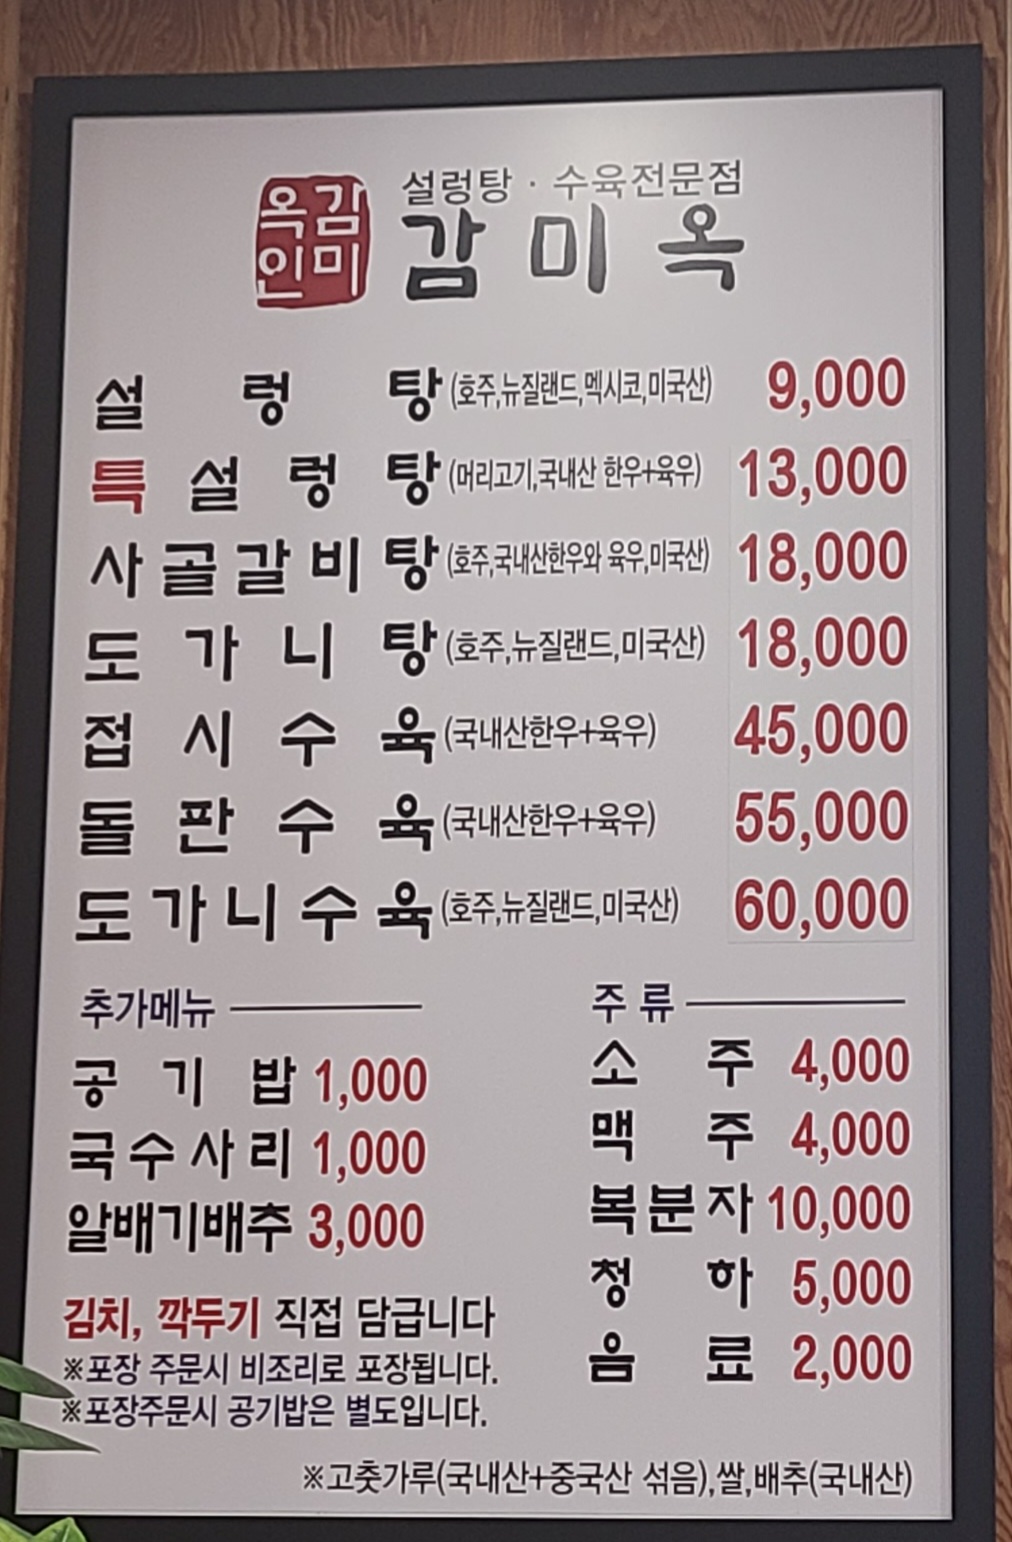 설렁탕 · 수육전문점
옥감
인미
감미옥
설렁탕 (호주,뉴질랜드,멕시코,미국산) 9,000
특설렁탕 (머리고기,국내산 한우+육우) 13,000
사골갈비탕 (호주,국내산한우와 육우,미국산) 18,000
도가니탕 (호주,뉴질랜드,미국산) 18,000
접시수육 (국내산한우+육우) 45,000
돌판수육 (국내산한우+육우) 55,000
도가니수육 (호주,뉴질랜드,미국산) 60,000
추가메뉴
공기밥 1,000
국수사리 1,000
알배기배추 3,000
주류
소주 4,000
맥주 4,000
복분자 10,000
청하 5,000
음료 2,000
김치, 깍두기 직접 담급니다
※포장 주문시 비조리로 포장됩니다.
※포장주문시 공기밥은 별도입니다.
※고춧가루(국내산+중국산 섞음),쌀,배추(국내산)